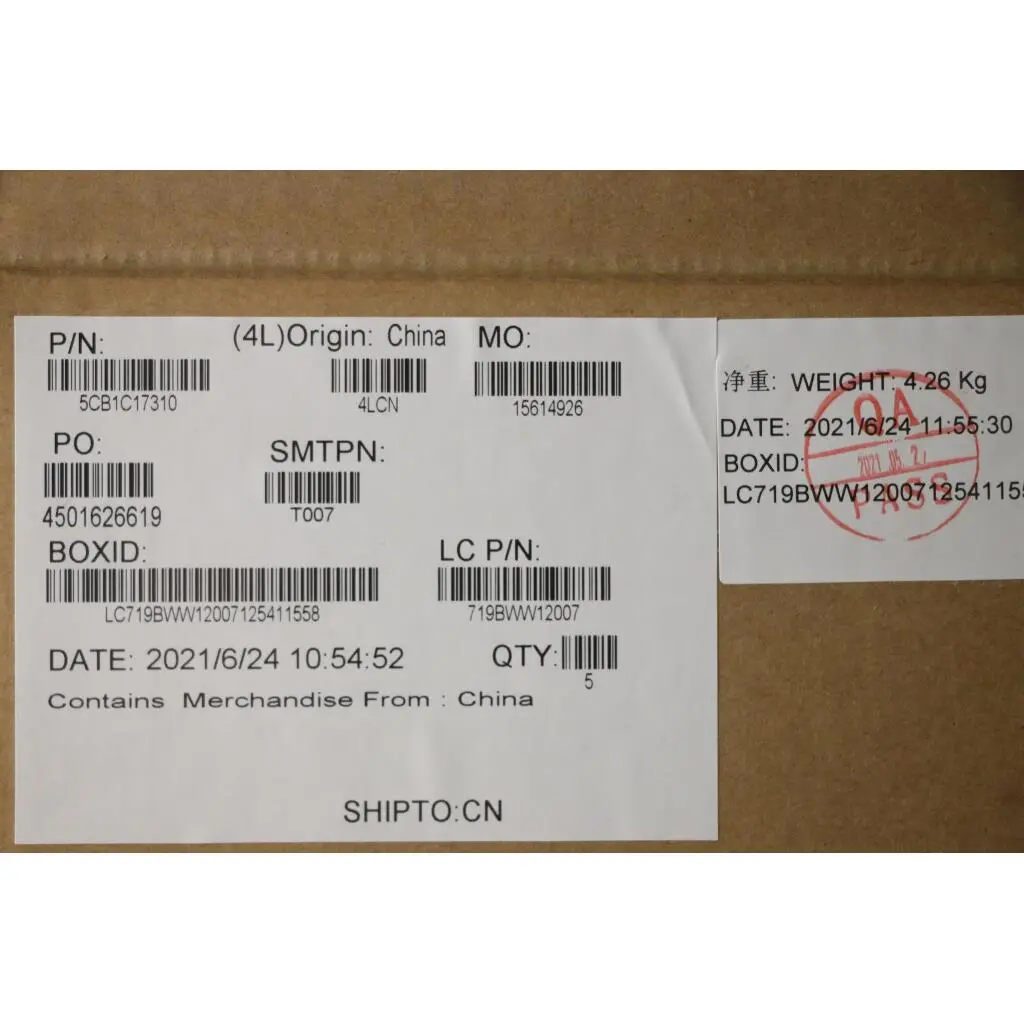 P/N: (4L)Origin: China MO:
5CB1C17310 4LCN 15614926
PO: SMTPN:
4501626619 T007
BOXID: LC P/N:
LC719BWW12007125411558 719BWW12007
DATE: 2021/6/24 10:54:52 QTY:
5
Contains Merchandise From : China
SHIPTO:CN
净重: WEIGHT: 4.26 Kg
DATE: 2021/6/24 11:55:30
BOXID:
LC719BWW1200712541155
QA
PASS